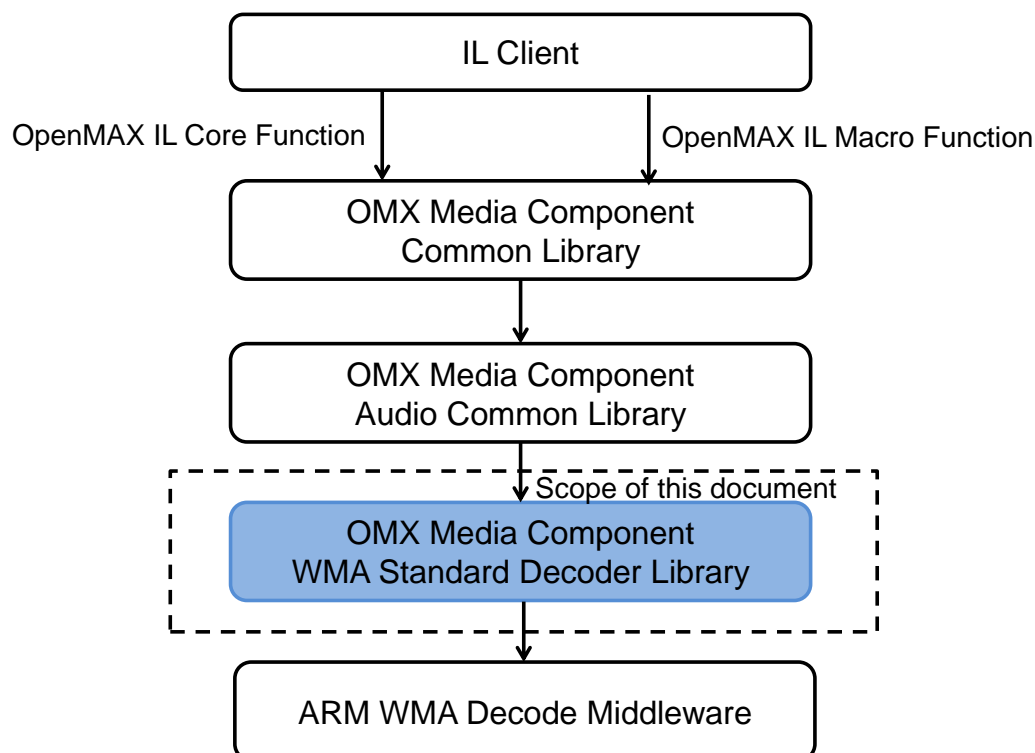 IL Client
OpenMAX IL Core Function
OpenMAX IL Macro Function
OMX Media Component
Common Library
OMX Media Component
Audio Common Library
Scope of this document
OMX Media Component
WMA Standard Decoder Library
ARM WMA Decode Middleware